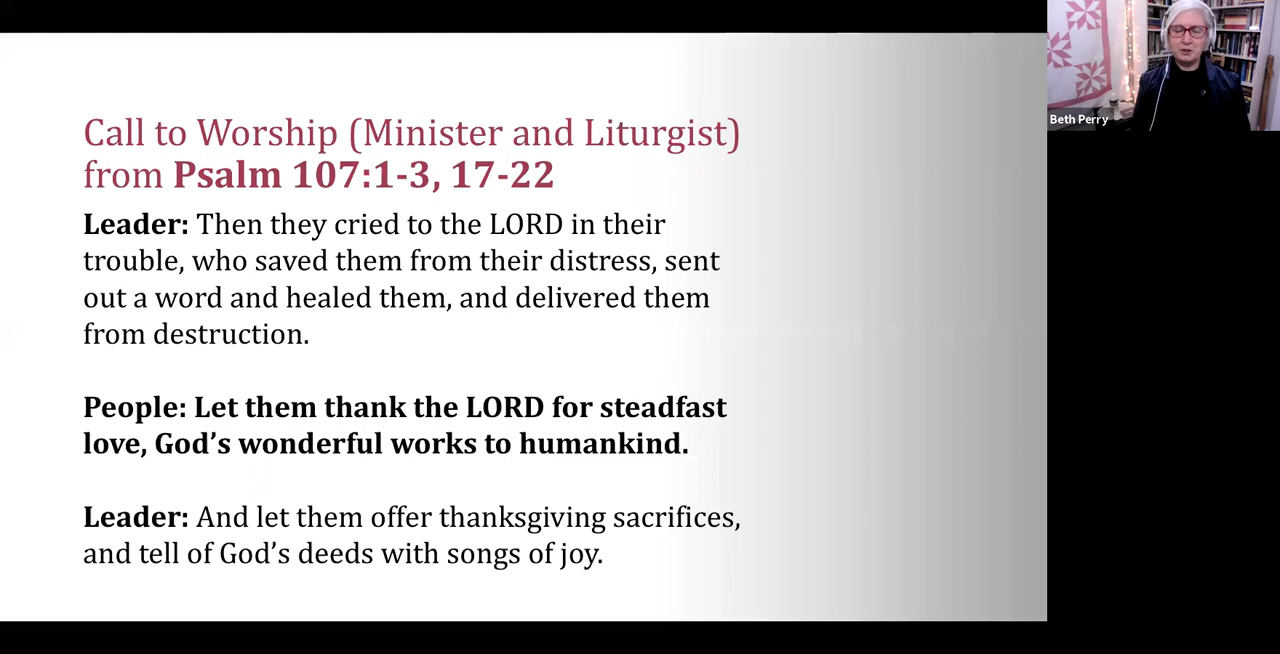 Call to Worship (Minister and Liturgist)
from Psalm 107:1-3, 17-22
Leader: Then they cried to the LORD in their
trouble, who saved them from their distress, sent
out a word and healed them, and delivered them
from destruction.
People: Let them thank the LORD for steadfast
love, God’s wonderful works to humankind.
Leader: And let them offer thanksgiving sacrifices,
and tell of God’s deeds with songs of joy.
Beth Perry